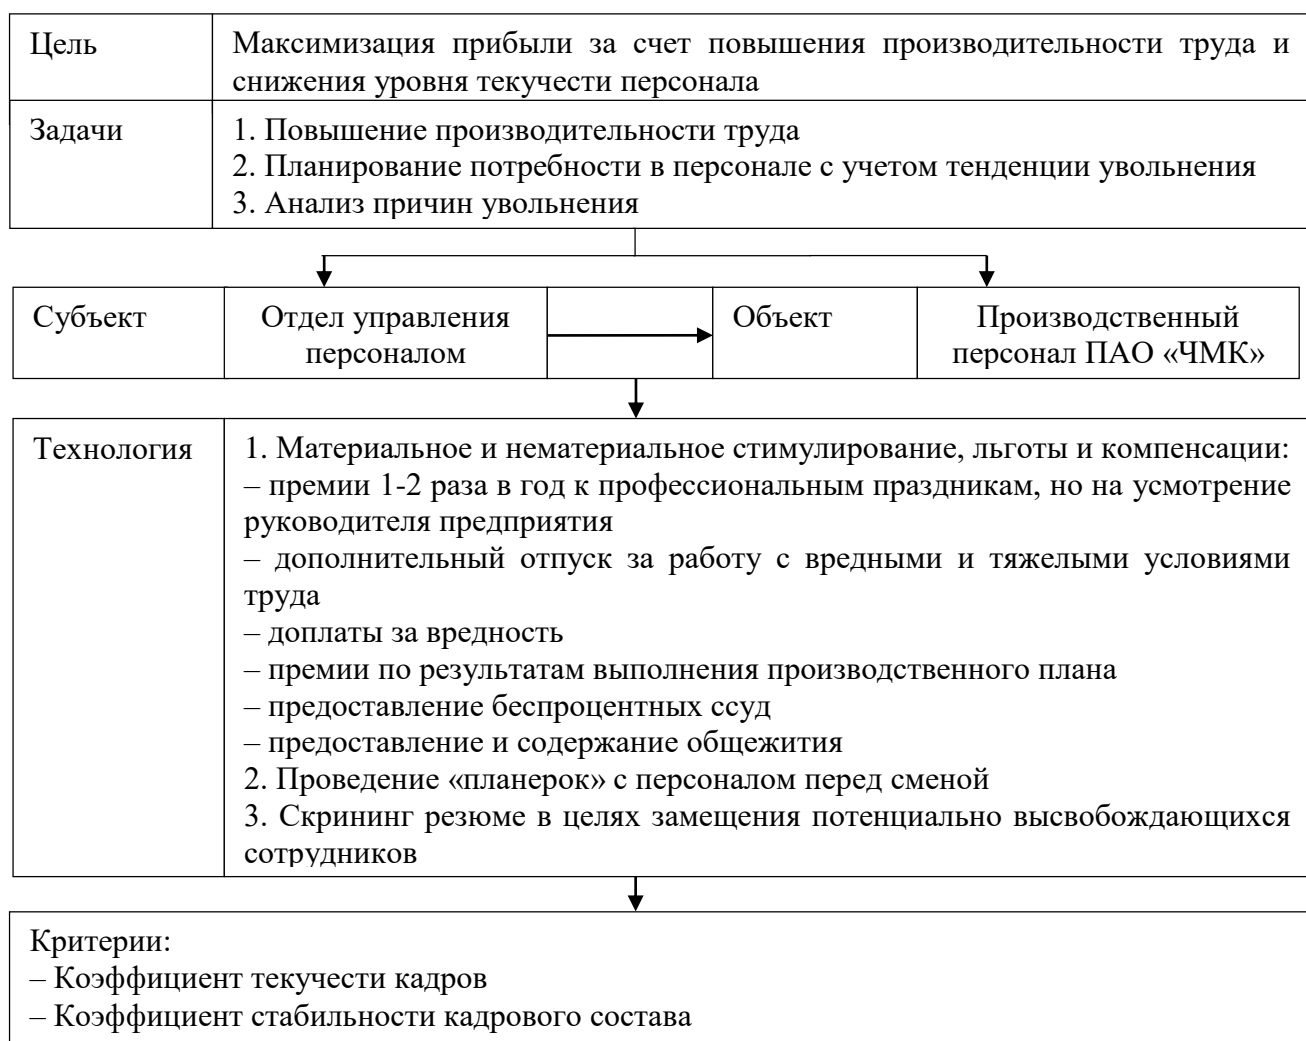 Цель
Максимизация прибыли за счет повышения производительности труда и
снижения уровня текучести персонала
Задачи
1. Повышение производительности труда
2. Планирование потребности в персонале с учетом тенденции увольнения
3. Анализ причин увольнения
Субъект
Отдел управления
персоналом
Объект
Производственный
персонал ПАО «ЧМК»
Технология
1. Материальное и нематериальное стимулирование, льготы и компенсации:
– премии 1-2 раза в год к профессиональным праздникам, но на усмотрение
руководителя предприятия
– дополнительный отпуск за работу с вредными и тяжелыми условиями
труда
– доплаты за вредность
– премии по результатам выполнения производственного плана
– предоставление беспроцентных ссуд
– предоставление и содержание общежития
2. Проведение «планерок» с персоналом перед сменой
3. Скрининг резюме в целях замещения потенциально высвобождающихся
сотрудников
Критерии:
– Коэффициент текучести кадров
– Коэффициент стабильности кадрового состава